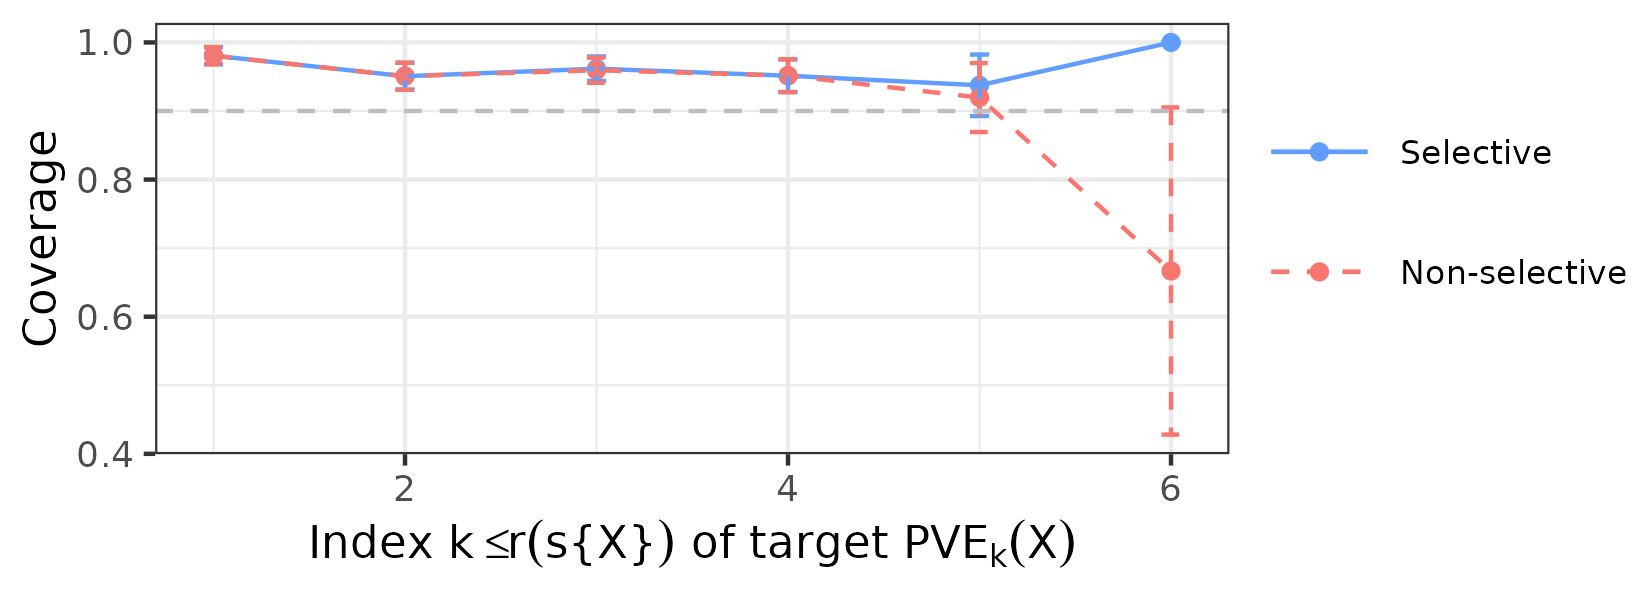 1.0
0.8
0.6
0.4
Coverage
2 4 6
Index k ≤r(s{X}) of target PVEₖ(X)
Selective
Non-selective